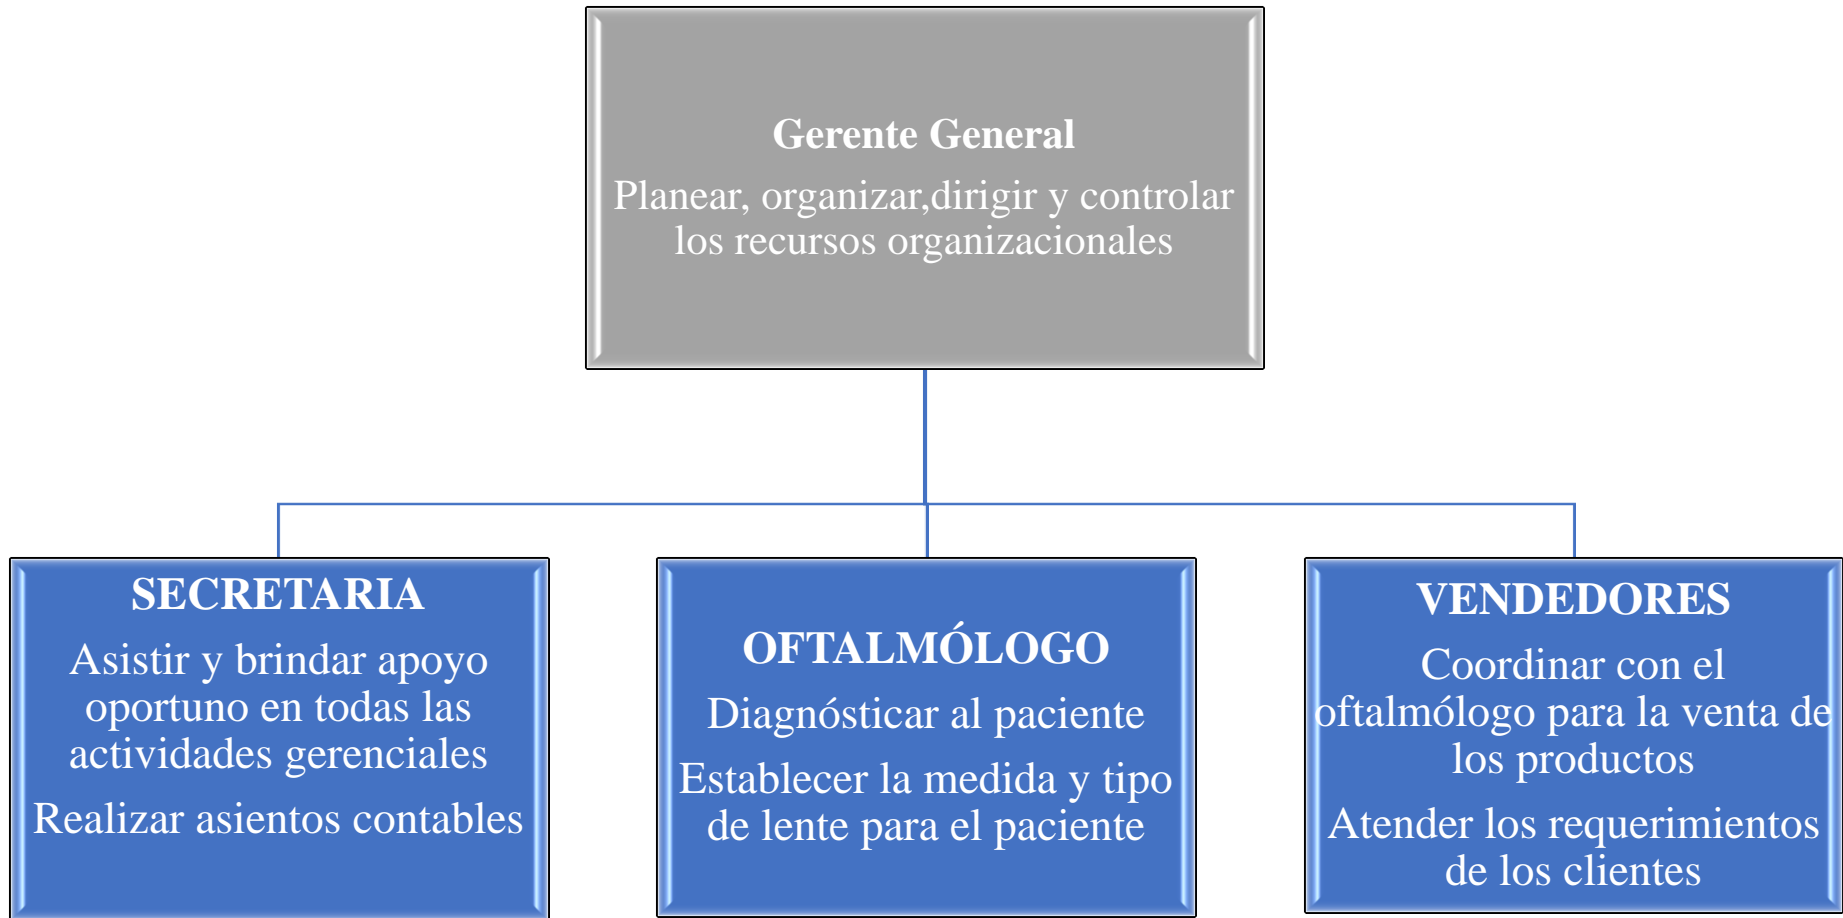 Gerente General
Planear, organizar,dirigir y controlar
los recursos organizacionales
SECRETARIA
Asistir y brindar apoyo
oportuno en todas las
actividades gerenciales
Realizar asientos contables
OFTALMÓLOGO
Diagnósticar al paciente
Establecer la medida y tipo
de lente para el paciente
VENDEDORES
Coordinar con el
oftalmólogo para la venta de
los productos
Atender los requerimientos
de los clientes